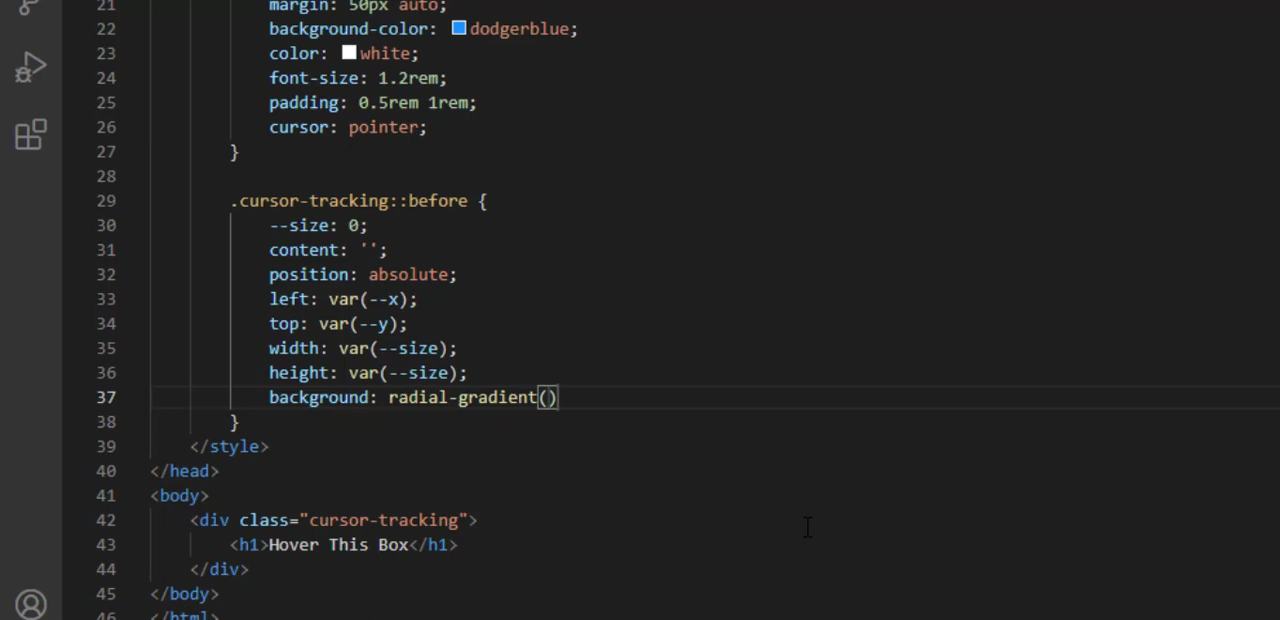 21 margin: 50px auto;
22 background-color: dodgerblue;
23 color: white;
24 font-size: 1.2rem;
25 padding: 0.5rem 1rem;
26 cursor: pointer;
27 }
28
29 .cursor-tracking::before {
30 --size: 0;
31 content: '';
32 position: absolute;
33 left: var(--x);
34 top: var(--y);
35 width: var(--size);
36 height: var(--size);
37 background: radial-gradient()
38 }
39 </style>
40 </head>
41 <body>
42 <div class="cursor-tracking">
43 <h1>Hover This Box</h1>
44 </div>
45 </body>
46 </html>